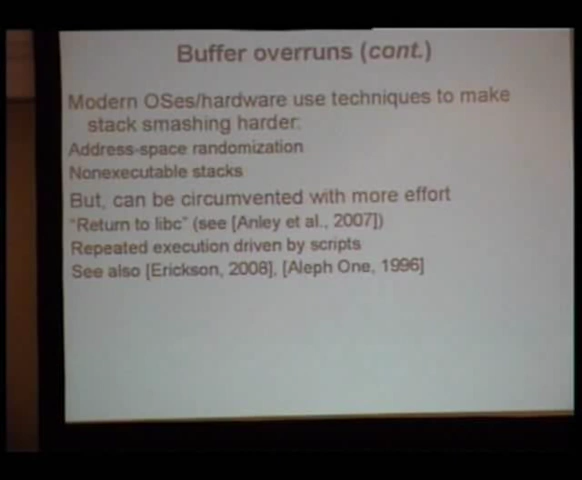 Buffer overruns (cont.)
Modern OSes/hardware use techniques to make
stack smashing harder:
Address-space randomization
Nonexecutable stacks
But, can be circumvented with more effort
"Return to libc" (see [Anley et al., 2007])
Repeated execution driven by scripts
See also [Erickson, 2008], [Aleph One, 1996]